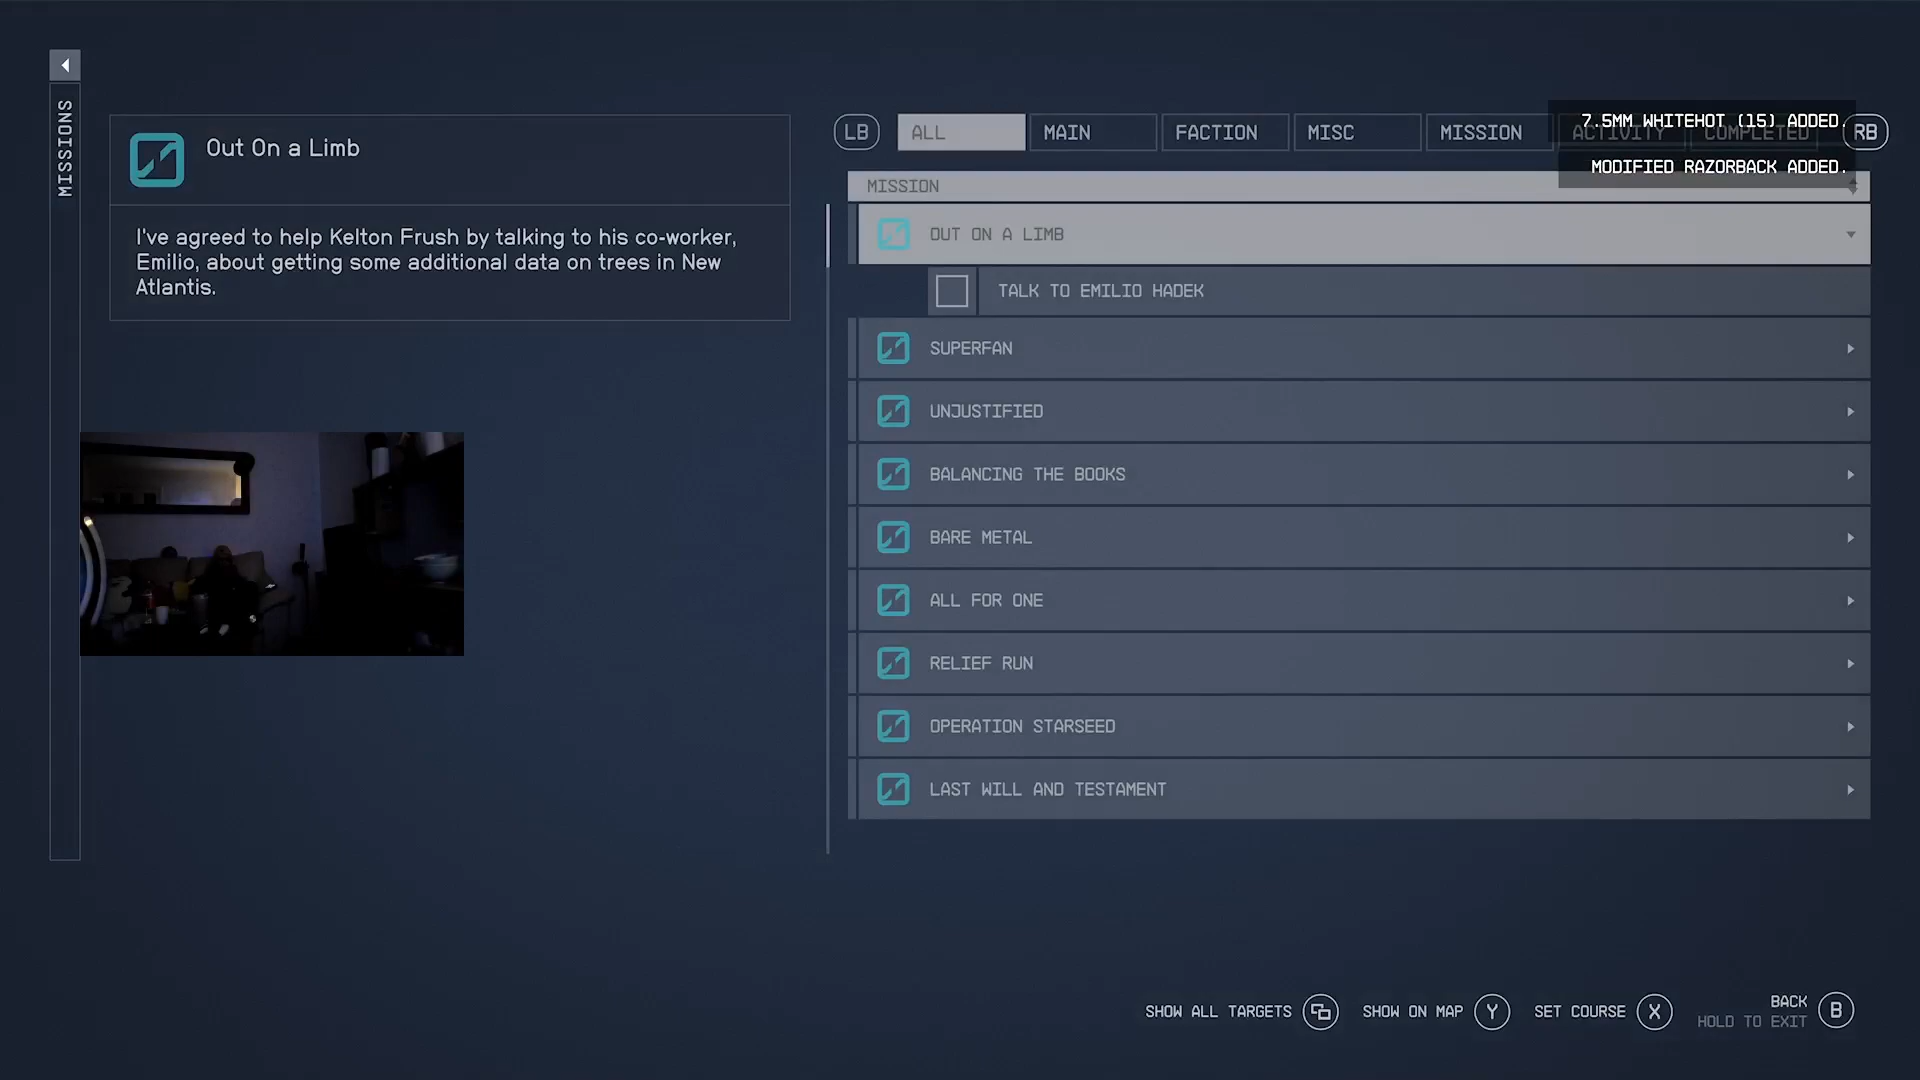 MISSIONS
Out On a Limb
I've agreed to help Kelton Frush by talking to his co-worker,
Emilio, about getting some additional data on trees in New
Atlantis.
LB
ALL
MAIN
FACTION
MISC
MISSION
ACTIVITY
COMPLETED
RB
7.5MM WHITEHOT (15) ADDED.
MODIFIED RAZORBACK ADDED.
MISSION
OUT ON A LIMB
TALK TO EMILIO HADEK
SUPERFAN
UNJUSTIFIED
BALANCING THE BOOKS
BARE METAL
ALL FOR ONE
RELIEF RUN
OPERATION STARSEED
LAST WILL AND TESTAMENT
SHOW ALL TARGETS
SHOW ON MAP Y
SET COURSE X
BACK B
HOLD TO EXIT